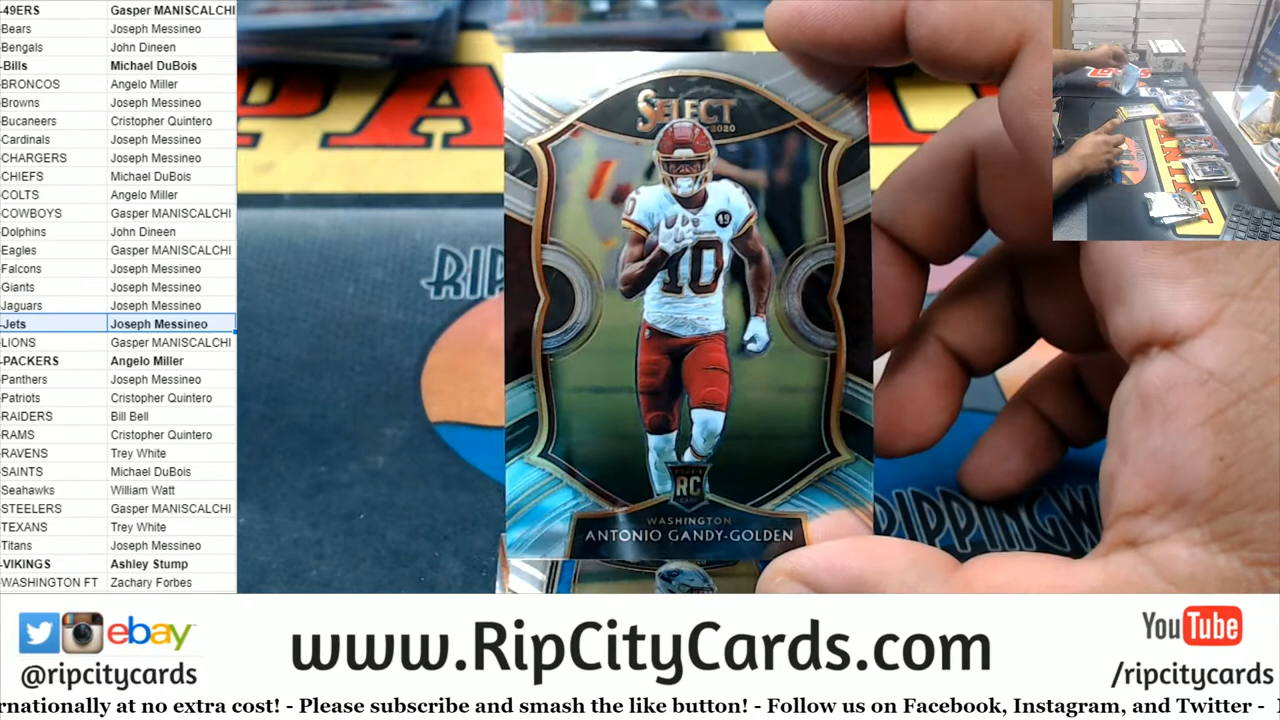 -49ERS Gasper MANISCALCHI
-Bears Joseph Messineo
-Bengals John Dineen
-Bills Michael DuBois
-BRONCOS Angelo Miller
-Browns Joseph Messineo
-Bucaneers Cristopher Quintero
-Cardinals Joseph Messineo
-CHARGERS Joseph Messineo
-CHIEFS Michael DuBois
-COLTS Angelo Miller
-COWBOYS Gasper MANISCALCHI
-Dolphins John Dineen
-Eagles Gasper MANISCALCHI
-Falcons Joseph Messineo
-Giants Joseph Messineo
-Jaguars Joseph Messineo
-Jets Joseph Messineo
-LIONS Gasper MANISCALCHI
-PACKERS Angelo Miller
-Panthers Joseph Messineo
-Patriots Cristopher Quintero
-RAIDERS Bill Bell
-RAMS Cristopher Quintero
-RAVENS Trey White
-SAINTS Michael DuBois
-Seahawks William Watt
-STEELERS Gasper MANISCALCHI
-TEXANS Trey White
-Titans Joseph Messineo
-VIKINGS Ashley Stump
-WASHINGTON FT Zachary Forbes
SELECT
2020
49
10
10
RC
WASHINGTON
ANTONIO GANDY-GOLDEN
PA
RIP
RIPPINGW
ebay
@ripcitycards
www.RipCityCards.com
YouTube
/ripcitycards
rnationally at no extra cost! - Please subscribe and smash the like button! - Follow us on Facebook, Instagram, and Twitter -